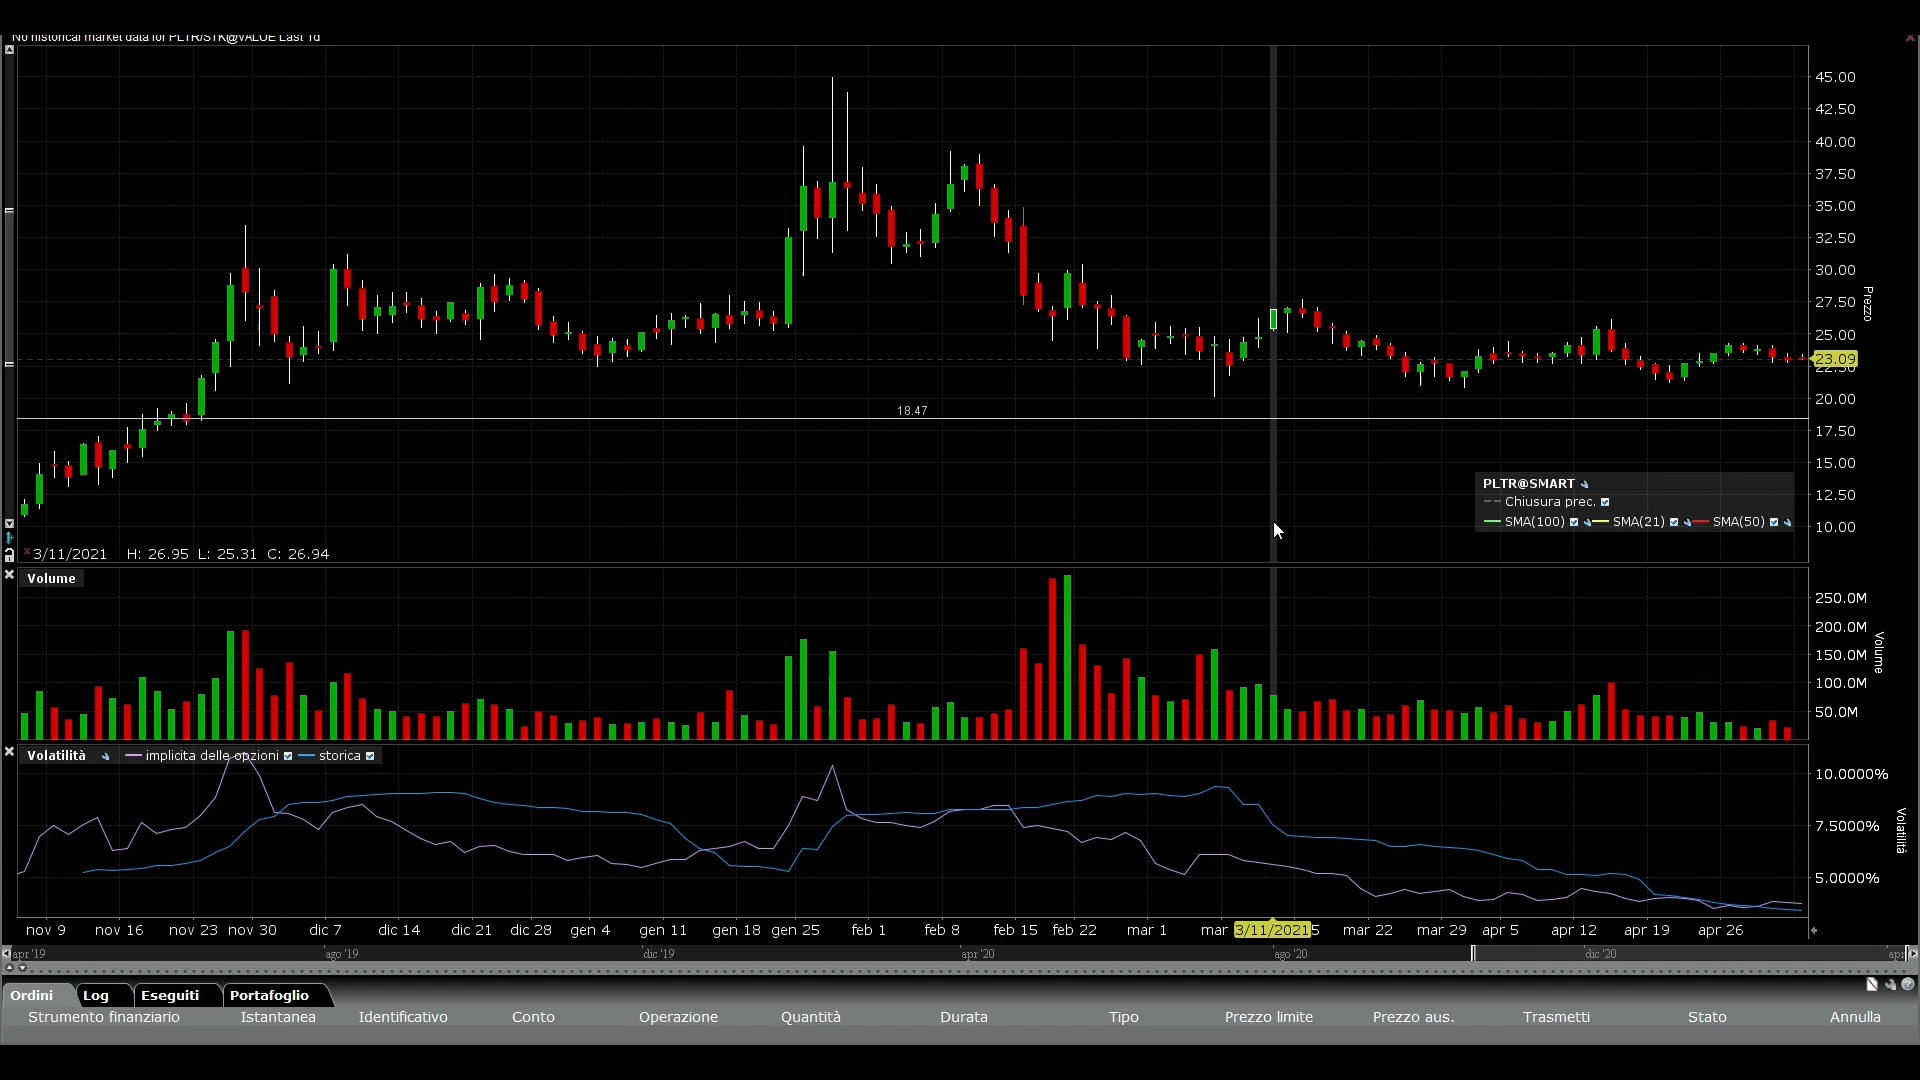 No historical market data for PLTR/STK@VALUE Last 1d
45.00
42.50
40.00
37.50
35.00
32.50
30.00
27.50
25.00
23.09
22.50
20.00
17.50
15.00
12.50
10.00
Prezzo
18.47
PLTR@SMART
Chiusura prec.
SMA(100) SMA(21) SMA(50)
3/11/2021 H: 26.95 L: 25.31 C: 26.94
Volume
250.0M
200.0M
150.0M
100.0M
50.0M
Volume
Volatilità implicita delle opzioni storica
10.0000%
7.5000%
5.0000%
Volatilità
nov 9 nov 16 nov 23 nov 30 dic 7 dic 14 dic 21 dic 28 gen 4 gen 11 gen 18 gen 25 feb 1 feb 8 feb 15 feb 22 mar 1 mar 3/11/2021 5 mar 22 mar 29 apr 5 apr 12 apr 19 apr 26
apr '19 ago '19 dic '19 apr '20 ago '20 dic '20 apr
Ordini Log Eseguiti Portafoglio
Strumento finanziario Istantanea Identificativo Conto Operazione Quantità Durata Tipo Prezzo limite Prezzo aus. Trasmetti Stato Annulla